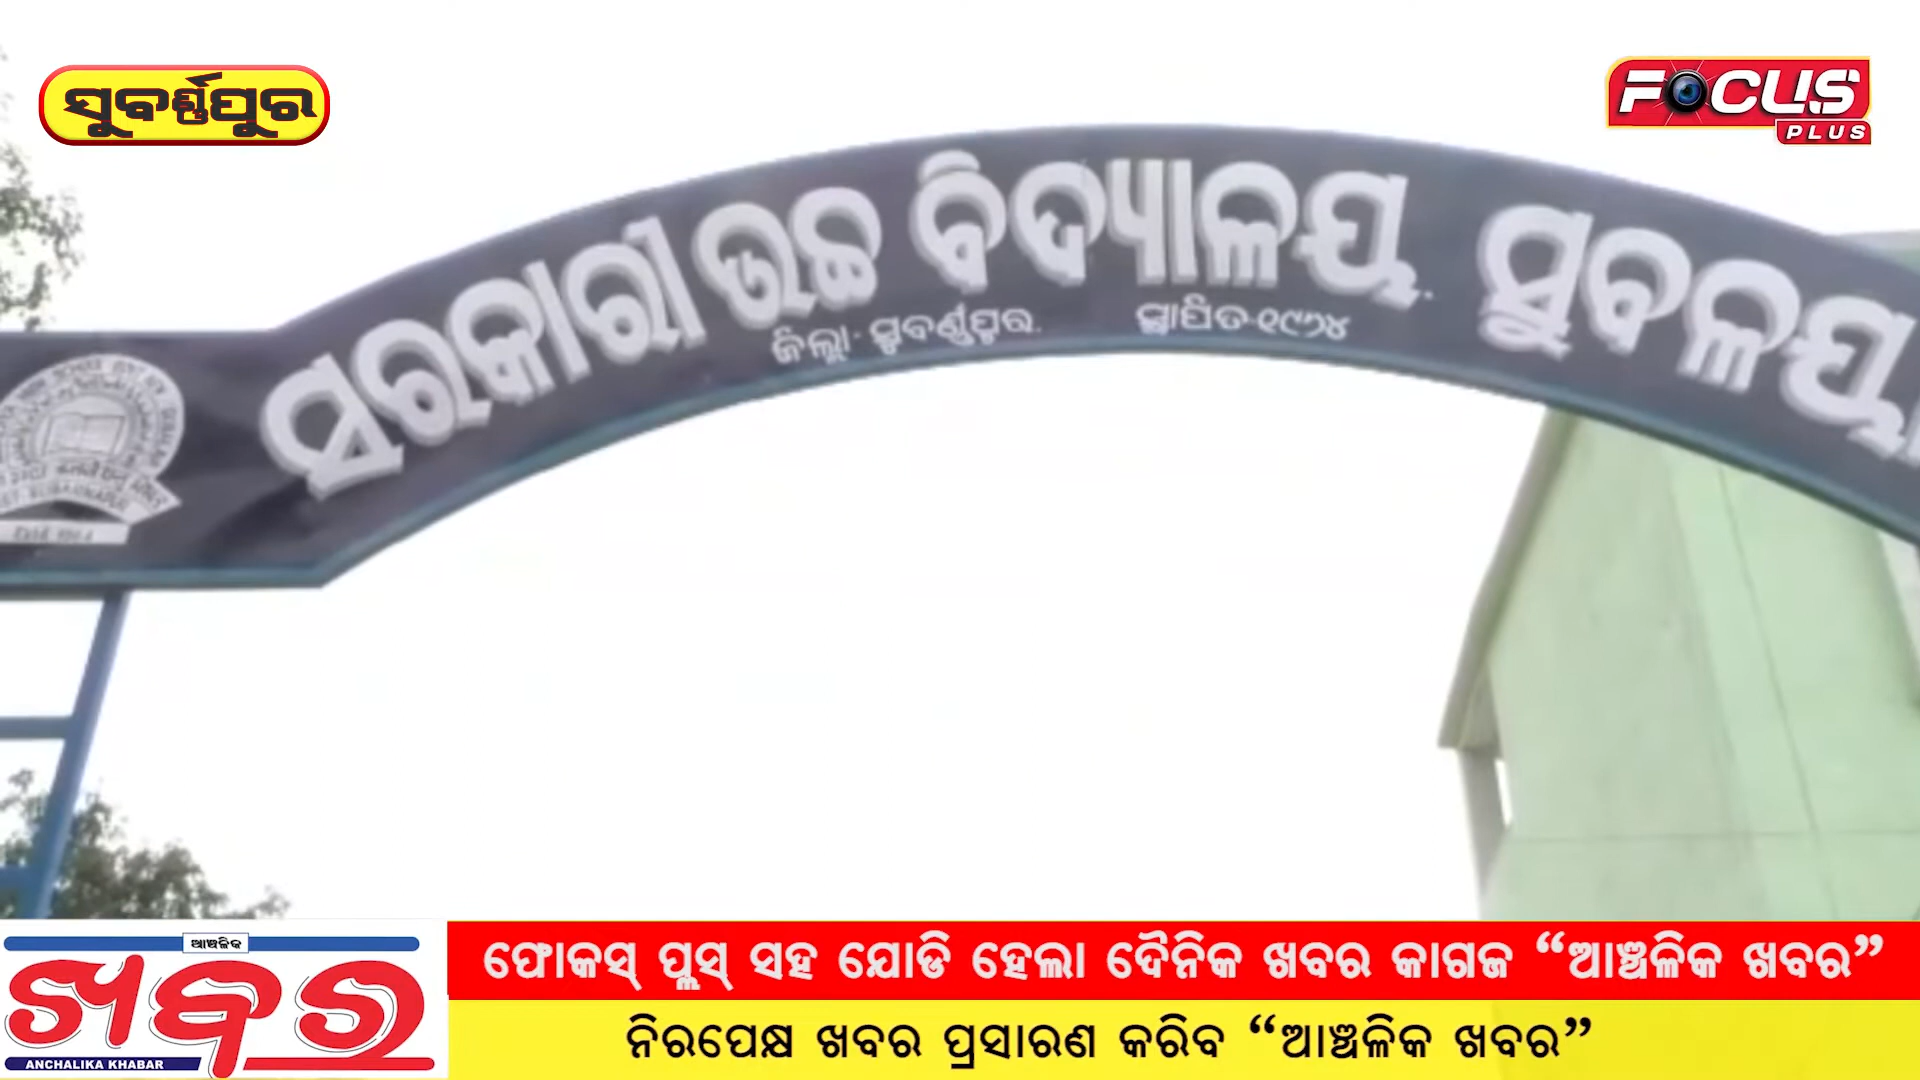 ସୁବର୍ଣ୍ଣପୁର
FOCUS
PLUS
ସରକାରୀ ଉଚ୍ଚ ବିଦ୍ୟାଳୟ ସୁବଳୟା
ଜିଲ୍ଲା- ସୁବର୍ଣ୍ଣପୁର. ସ୍ଥାପିତ-୧୯୬୪
ଆଞ୍ଚଳିକ
ଖବର
ANCHALIKA KHABAR
ଫୋକସ୍ ପ୍ଲସ୍ ସହ ଯୋଡି ହେଲା ଦୈନିକ ଖବର କାଗଜ “ଆଞ୍ଚଳିକ ଖବର”
ନିରପେକ୍ଷ ଖବର ପ୍ରସାରଣ କରିବ “ଆଞ୍ଚଳିକ ଖବର”